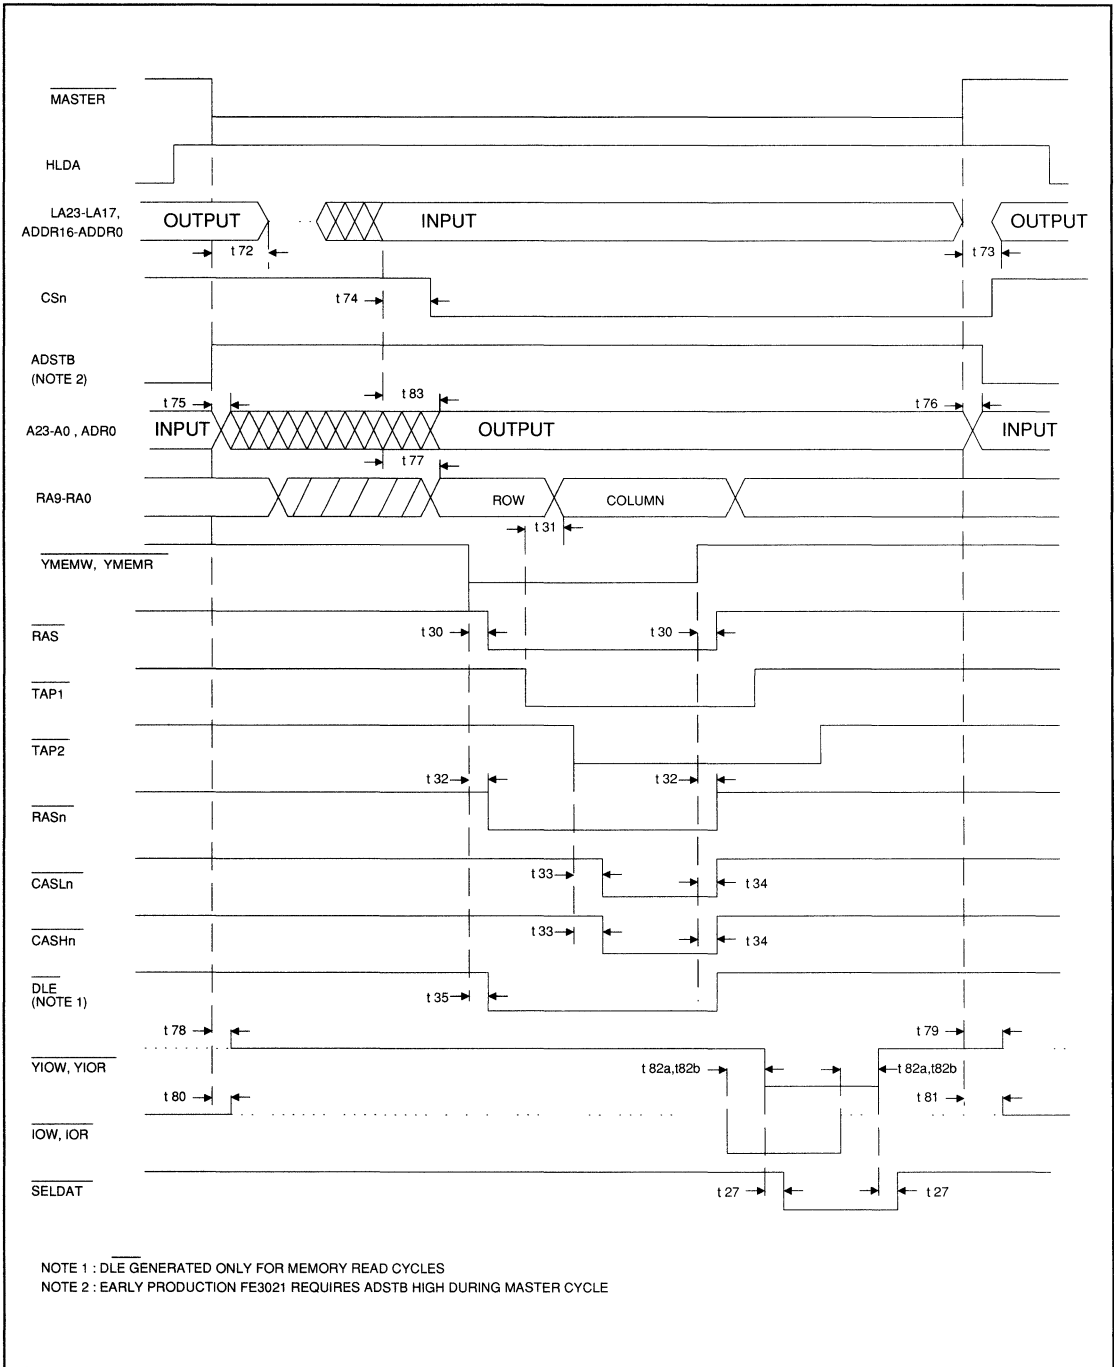 MASTER
HLDA
LA23-LA17,
ADDR16-ADDR0
OUTPUT
INPUT
OUTPUT
t 72
t 73
CSn
t 74
ADSTB
(NOTE 2)
t 83
t 75
t 76
A23-A0 , ADR0
INPUT
OUTPUT
INPUT
t 77
RA9-RA0
ROW
COLUMN
t 31
YMEMW, YMEMR
RAS
t 30
t 30
TAP1
TAP2
t 32
t 32
RASn
CASLn
t 33
t 34
CASHn
t 33
t 34
DLE
(NOTE 1)
t 35
t 78
t 79
YIOW, YIOR
t 82a,t82b
t 82a,t82b
t 80
t 81
IOW, IOR
SELDAT
t 27
t 27
NOTE 1 : DLE GENERATED ONLY FOR MEMORY READ CYCLES
NOTE 2 : EARLY PRODUCTION FE3021 REQUIRES ADSTB HIGH DURING MASTER CYCLE